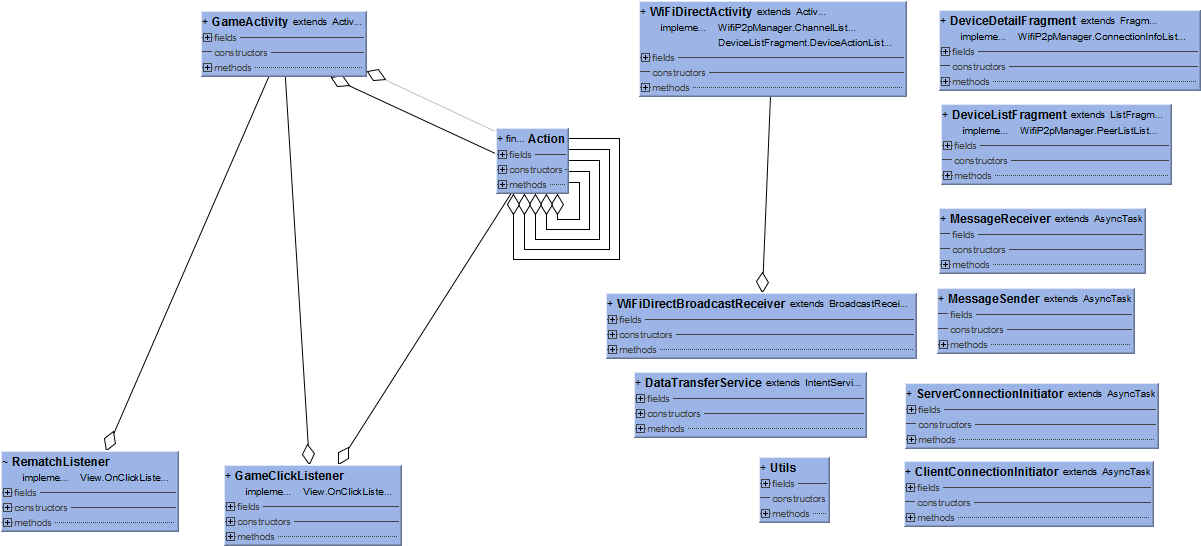 + GameActivity extends Activ...
fields
constructors
methods
+ fin... Action
fields
constructors
methods
~ RematchListener
impleme... View.OnClickListe...
fields
constructors
methods
+ GameClickListener
impleme... View.OnClickListe...
fields
constructors
methods
+ WiFiDirectActivity extends Activ...
impleme... WifiP2pManager.ChannelList...
DeviceListFragment.DeviceActionList...
fields
constructors
methods
+ WiFiDirectBroadcastReceiver extends BroadcastRecei...
fields
constructors
methods
+ DataTransferService extends IntentServi...
fields
constructors
methods
+ Utils
fields
constructors
methods
+ DeviceDetailFragment extends Fragm...
impleme... WifiP2pManager.ConnectionInfoList...
fields
constructors
methods
+ DeviceListFragment extends ListFragm...
impleme... WifiP2pManager.PeerListList...
fields
constructors
methods
+ MessageReceiver extends AsyncTask
fields
constructors
methods
+ MessageSender extends AsyncTask
fields
constructors
methods
+ ServerConnectionInitiator extends AsyncTask
fields
constructors
methods
+ ClientConnectionInitiator extends AsyncTask
fields
constructors
methods